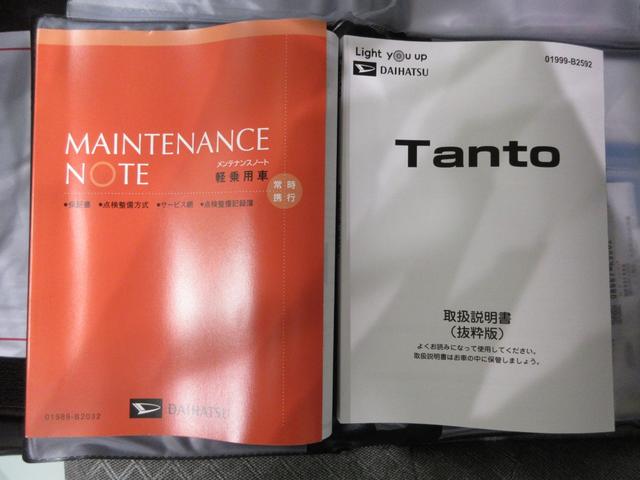 MAINTENANCE
NOTE
メンテナンスノート
軽乗用車
常時
携行
●保証書 ●点検整備方式 ●サービス網 ●点検整備記録簿
01989-B2032
DAIHATSU
Light you up
DAIHATSU
01999-B2592
Tanto
取扱説明書
(抜粋版)
よくお読みになって使用してください。
取扱説明書はお車の中に保管しましょう。